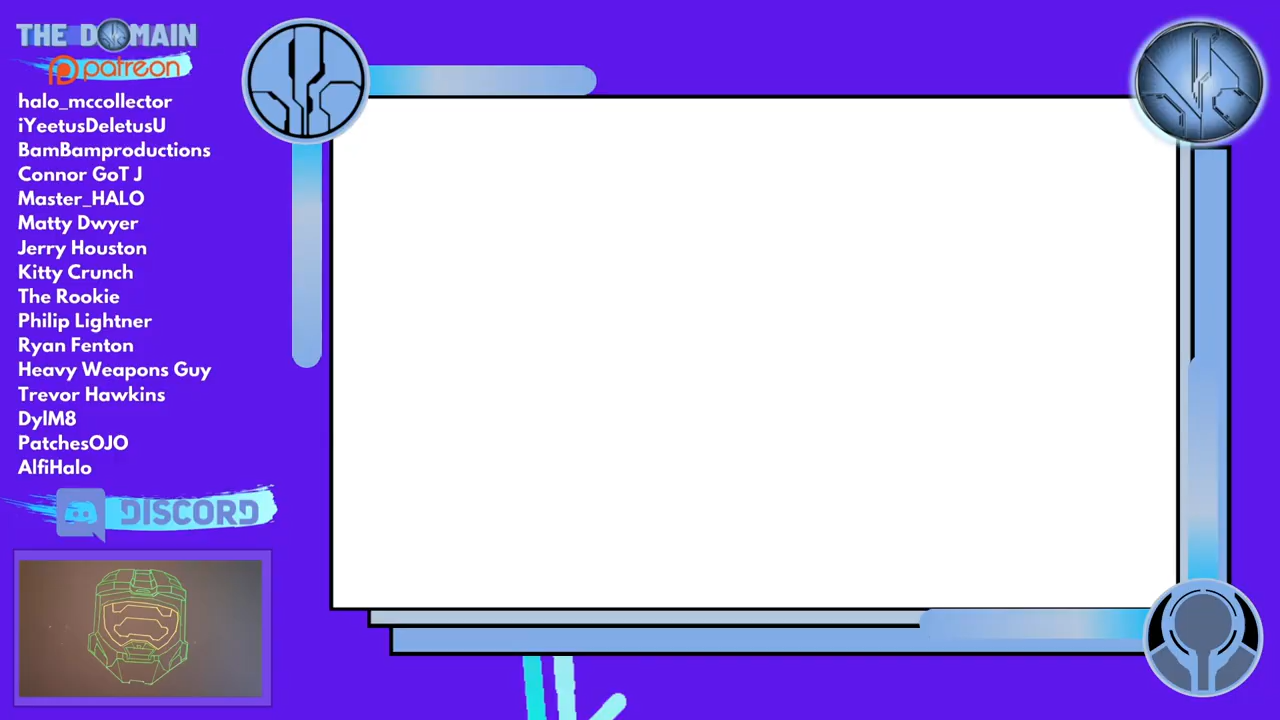 THE DOMAIN
patreon
halo_mccollector
iYeetusDeletusU
BamBamproductions
Connor GoT J
Master_HALO
Matty Dwyer
Jerry Houston
Kitty Crunch
The Rookie
Philip Lightner
Ryan Fenton
Heavy Weapons Guy
Trevor Hawkins
DylM8
PatchesOJO
AlfiHalo
DISCORD